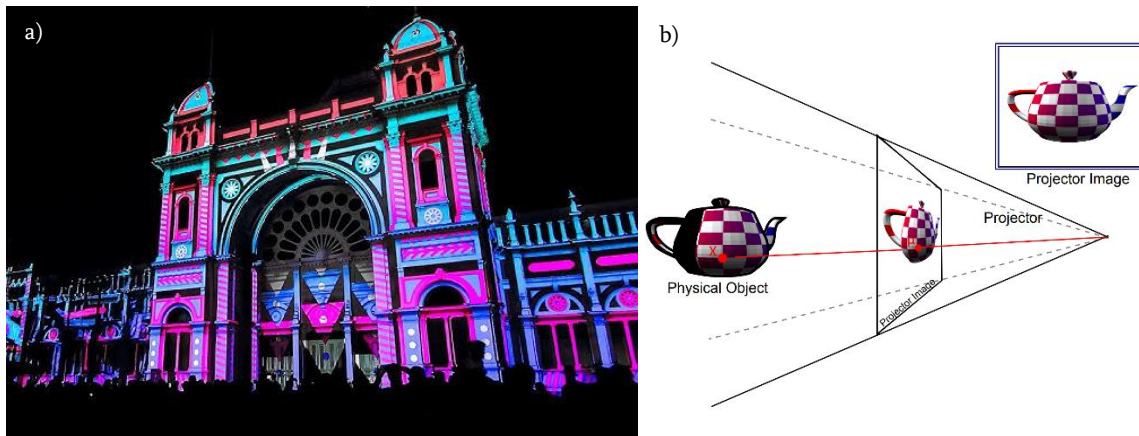 a)
b)
Projector Image
Projector
X
Physical Object
Projector Image